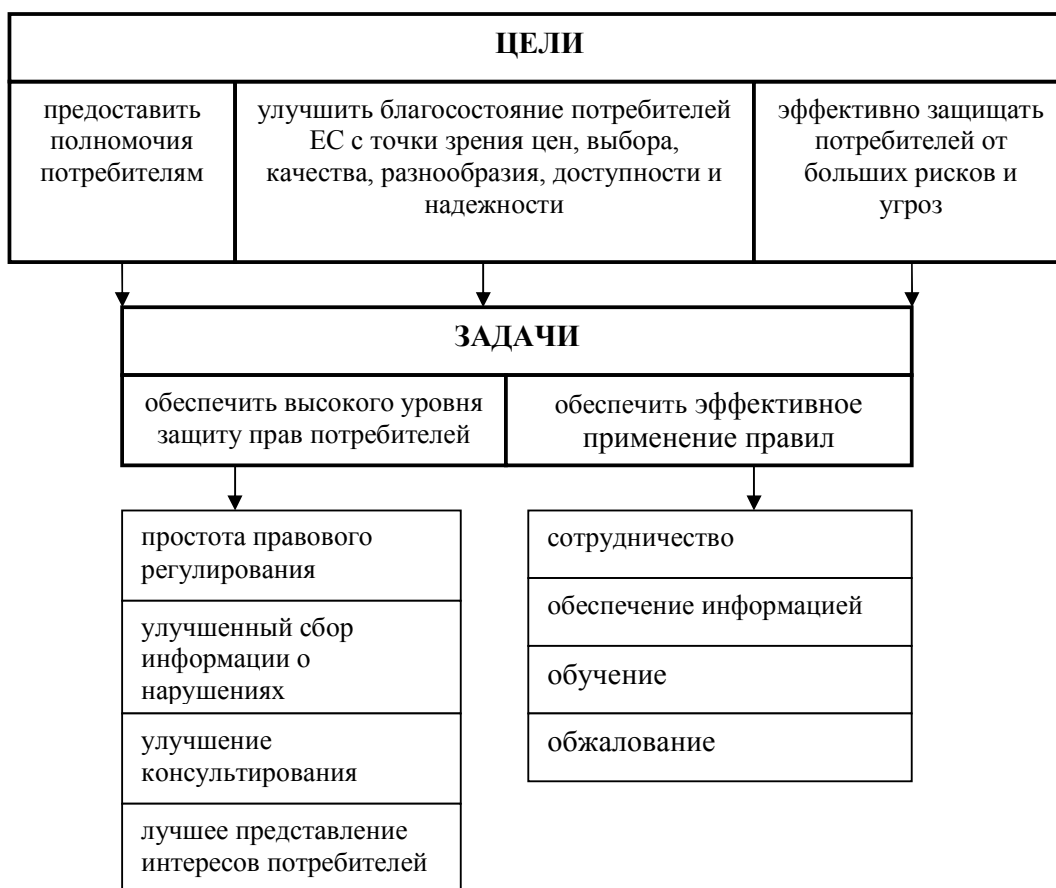 ЦЕЛИ
предоставить
полномочия
потребителям
улучшить благосостояние потребителей
ЕС с точки зрения цен, выбора,
качества, разнообразия, доступности и
надежности
эффективно защищать
потребителей от
больших рисков и
угроз
ЗАДАЧИ
обеспечить высокого уровня
защиту прав потребителей
обеспечить эффективное
применение правил
простота правового
регулирования
улучшенный сбор
информации о
нарушениях
улучшение
консультирования
лучшее представление
интересов потребителей
сотрудничество
обеспечение информацией
обучение
обжалование